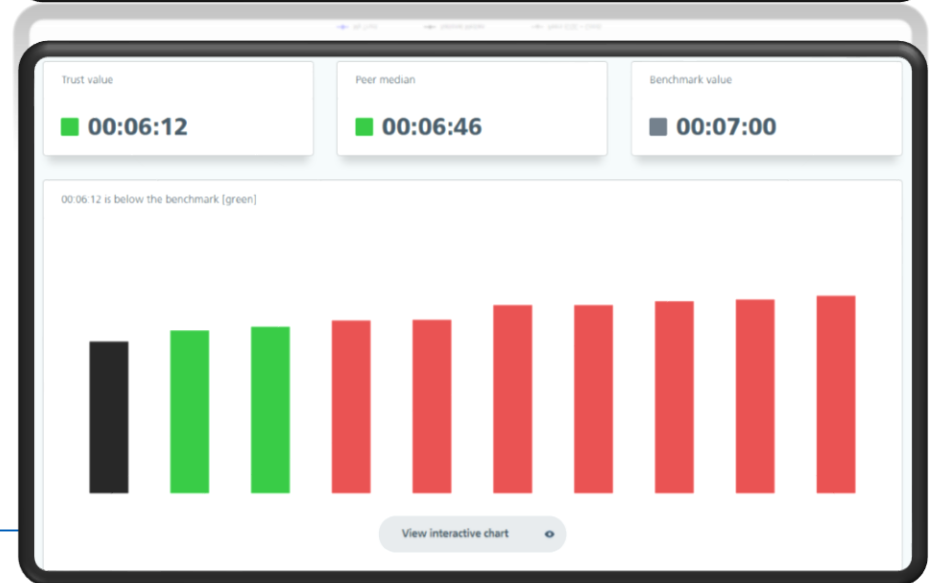 Trust value
Peer median
Benchmark value
00:06:12
00:06:46
00:07:00
00:06:12 is below the benchmark [green]
View interactive chart